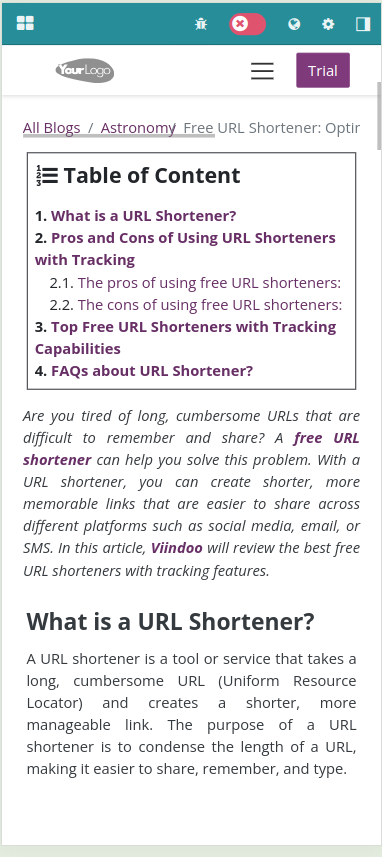 YourLogo
Trial
All Blogs / Astronomy / Free URL Shortener: Optir
Table of Content
1. What is a URL Shortener?
2. Pros and Cons of Using URL Shorteners
with Tracking
2.1. The pros of using free URL shorteners:
2.2. The cons of using free URL shorteners:
3. Top Free URL Shorteners with Tracking
Capabilities
4. FAQs about URL Shortener?
Are you tired of long, cumbersome URLs that are
difficult to remember and share? A free URL
shortener can help you solve this problem. With a
URL shortener, you can create shorter, more
memorable links that are easier to share across
different platforms such as social media, email, or
SMS. In this article, Viindoo will review the best free
URL shorteners with tracking features.
What is a URL Shortener?
A URL shortener is a tool or service that takes a
long, cumbersome URL (Uniform Resource
Locator) and creates a shorter, more
manageable link. The purpose of a URL
shortener is to condense the length of a URL,
making it easier to share, remember, and type.